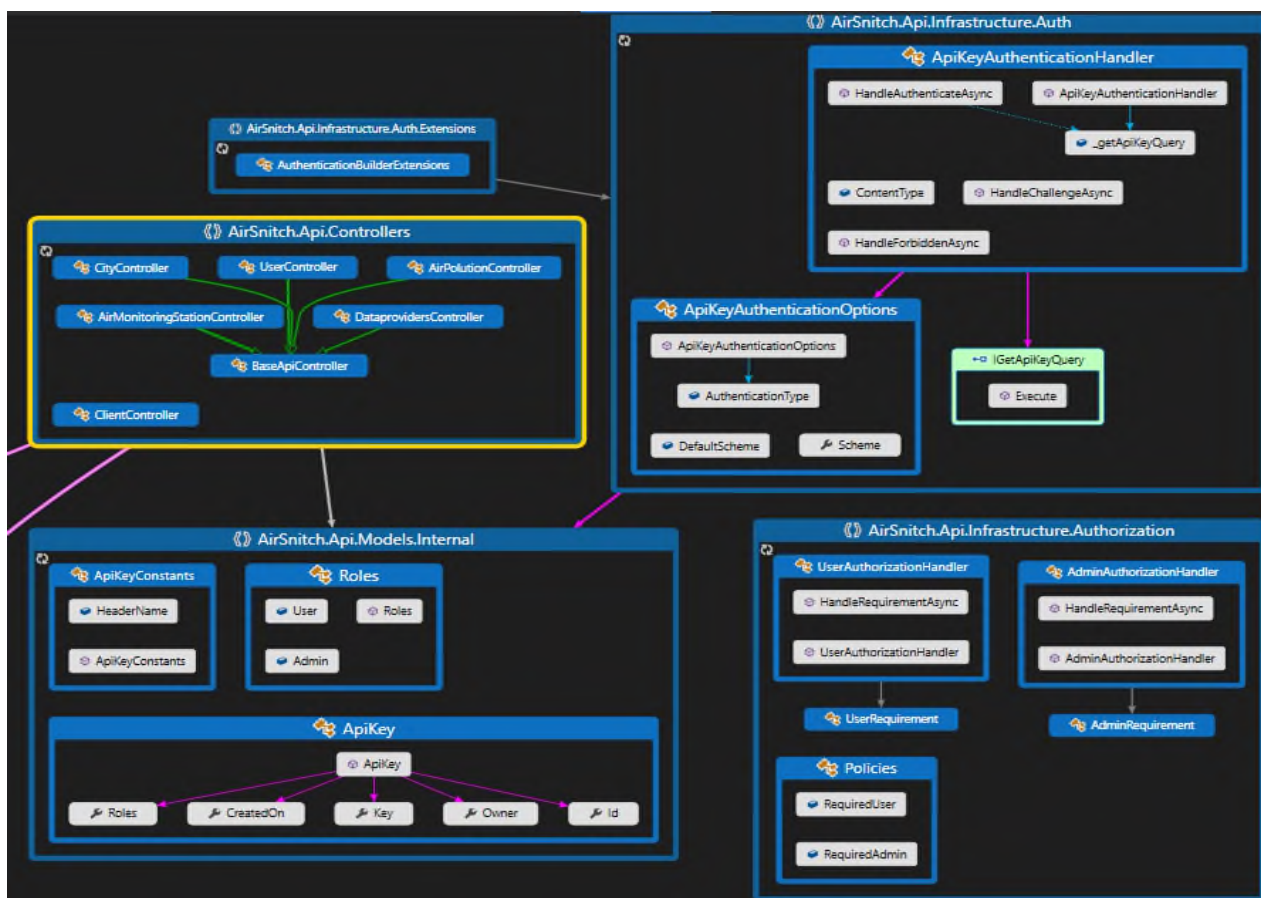 AirSnitch.Api.Infrastructure.Auth
ApiKeyAuthenticationHandler
HandleAuthenticateAsync
ApiKeyAuthenticationHandler
_getApiKeyQuery
ContentType
HandleChallengeAsync
HandleForbiddenAsync
ApiKeyAuthenticationOptions
ApiKeyAuthenticationOptions
AuthenticationType
DefaultScheme
Scheme
IGetApiKeyQuery
Execute
AirSnitch.Api.Infrastructure.Auth.Extensions
AuthenticationBuilderExtensions
AirSnitch.Api.Controllers
CityController
UserController
AirPolutionController
AirMonitoringStationController
DataprovidersController
BaseApiController
ClientController
AirSnitch.Api.Models.Internal
ApiKeyConstants
HeaderName
ApiKeyConstants
Roles
User
Roles
Admin
ApiKey
ApiKey
Roles
CreatedOn
Key
Owner
Id
AirSnitch.Api.Infrastructure.Authorization
UserAuthorizationHandler
HandleRequirementAsync
UserAuthorizationHandler
UserRequirement
AdminAuthorizationHandler
HandleRequirementAsync
AdminAuthorizationHandler
AdminRequirement
Policies
RequiredUser
RequiredAdmin